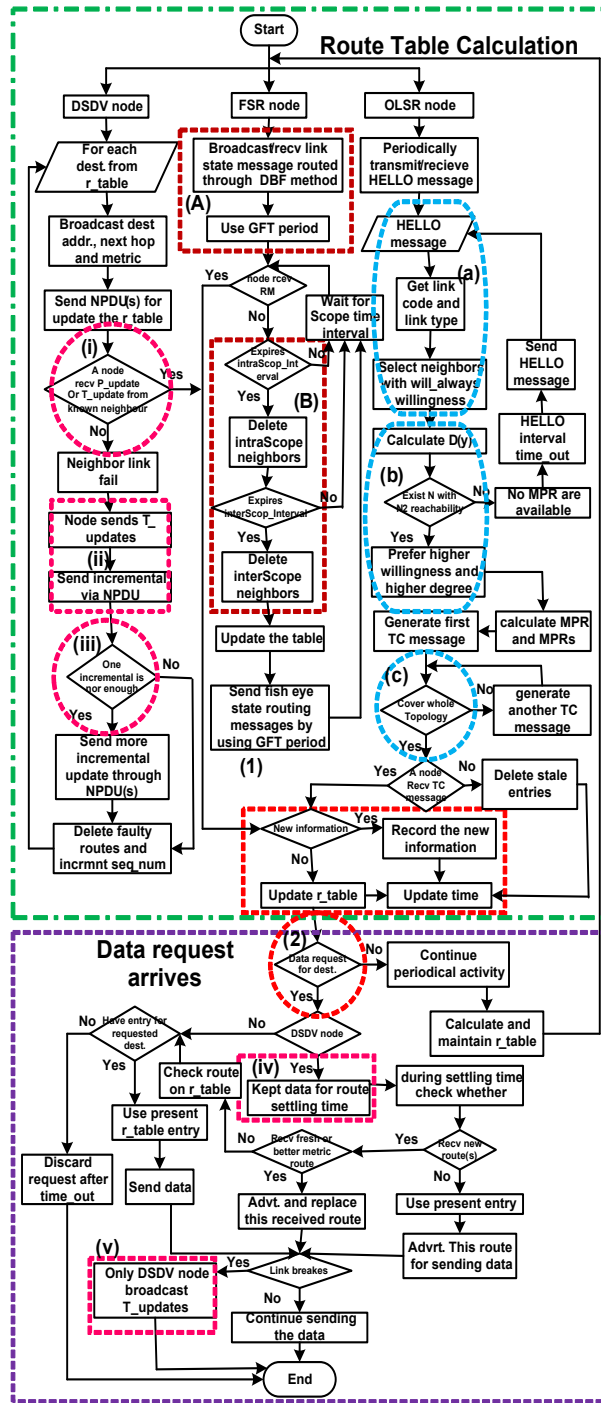 Start
Route Table Calculation
DSDV node
FSR node
OLSR node
For each
dest. from
r_table
Broadcast/recv link
state message routed
through DBF method
(A)
Use GFT period
Periodically
transmit/recieve
HELLO message
Broadcast dest
addr., next hop
and metric
Send NPDU(s) for
update the r_table
Yes
node rcev
RM
No
Wait for
Scope time
interval
HELLO
message
(a)
Get link
code and
link type
Select neighbors
with will_always
willingness
Send
HELLO
message
HELLO
interval
time_out
(i)
A node
recv P_update
Or T_update from
known neighbour
Yes
No
Neighbor link
fail
Expires
intraScop_Int
erval
No
(B)
Yes
Delete
intraScope
neighbors
Expires
interScop_Interval
No
Yes
Delete
interScope
neighbors
Calculate D(y)
(b)
Exist N with
N2 reachability
No
No MPR are
available
Yes
Prefer higher
willingness and
higher degree
Node sends T_
updates
(ii)
Send incremental
via NPDU
Update the table
Generate first
TC message
calculate MPR
and MPRs
(iii)
One
incremental is
nor enough
No
Yes
Send fish eye
state routing
messages by
using GFT period
(c)
Cover whole
Topology
No
generate
another TC
message
Yes
Send more
incremental
update through
NPDU(s)
(1)
Yes
A node
Recv TC
message
No
Delete stale
entries
Delete faulty
routes and
incrmnt seq_num
New information
Yes
Record the new
information
No
Update r_table
Update time
Data request
arrives
(2)
Data request
for dest.
No
Continue
periodical activity
Yes
Calculate and
maintain r_table
No
Have entry for
requested
dest.
No
DSDV node
Yes
Yes
(iv)
Check route
on r_table
Kept data for route
settling time
during settling time
check whether
Use present
r_table entry
No
Recv fresh or
better metric
route
Yes
Recv new
route(s)
Discard
request after
time_out
Send data
Yes
No
Advt. and replace
this received route
Use present entry
(v)
Only DSDV node
broadcast
T_updates
Yes
Link breakes
Advrt. This route
for sending data
No
Continue sending
the data
End